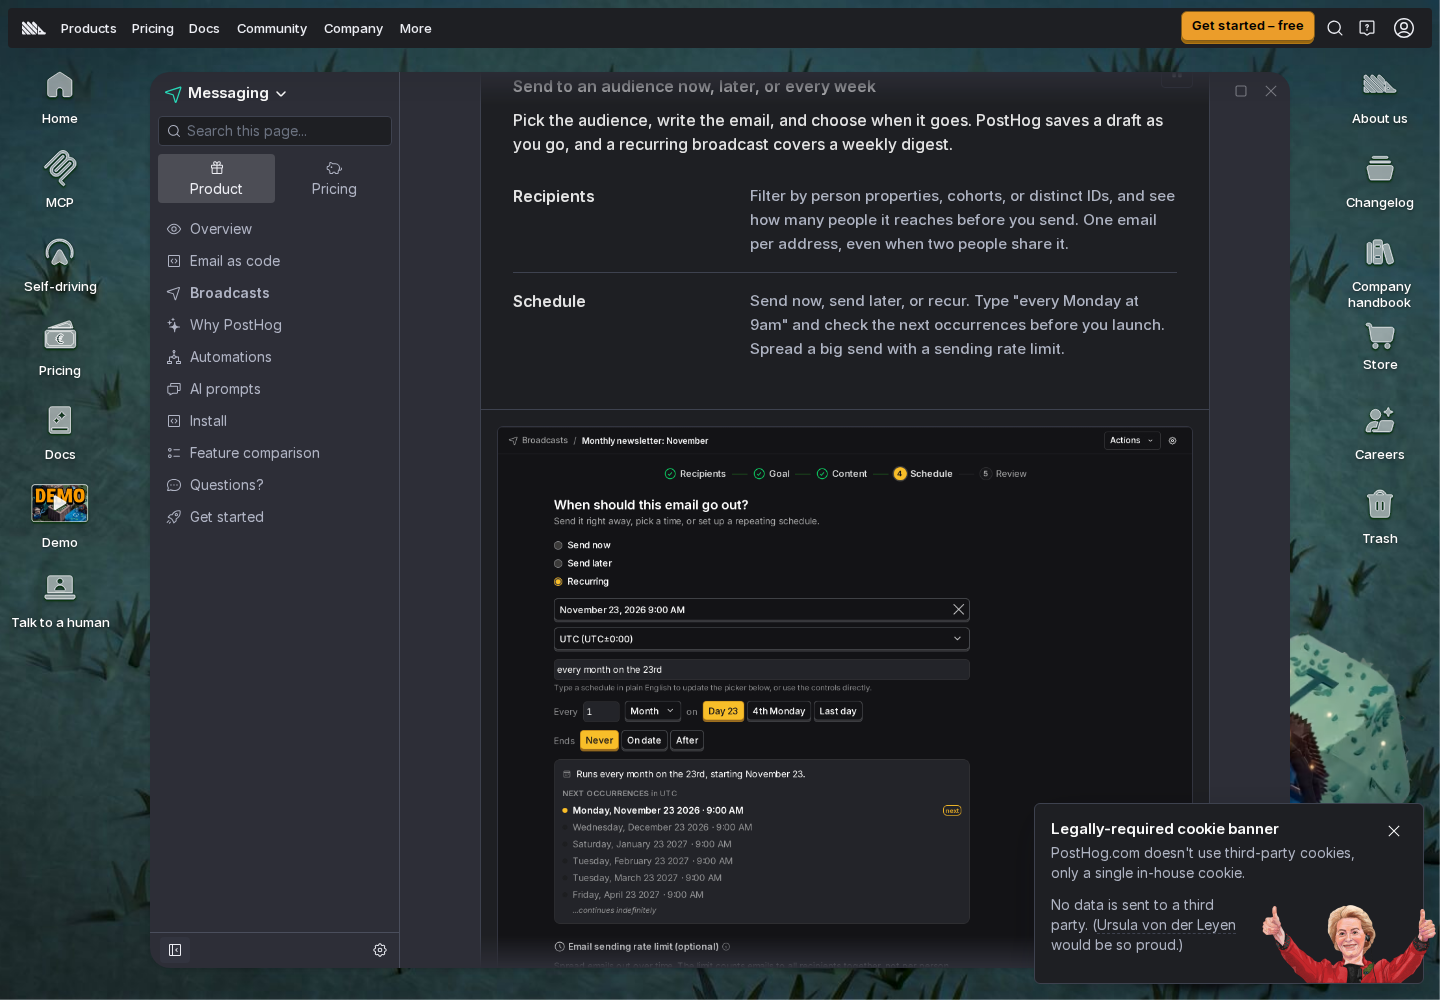 Products Pricing Docs Community Company More
Get started – free
Home
MCP
Self-driving
Pricing
Docs
DEMO
Demo
Talk to a human
Messaging
Search this page...
Product
Pricing
Overview
Email as code
Broadcasts
Why PostHog
Automations
AI prompts
Install
Feature comparison
Questions?
Get started
Send to an audience now, later, or every week
Pick the audience, write the email, and choose when it goes. PostHog saves a draft as
you go, and a recurring broadcast covers a weekly digest.
Recipients
Filter by person properties, cohorts, or distinct IDs, and see
how many people it reaches before you send. One email
per address, even when two people share it.
Schedule
Send now, send later, or recur. Type "every Monday at
9am" and check the next occurrences before you launch.
Spread a big send with a sending rate limit.
Broadcasts / Monthly newsletter: November
Actions
Recipients Goal Content 4 Schedule 5 Review
When should this email go out?
Send it right away, pick a time, or set up a repeating schedule.
Send now
Send later
Recurring
November 23, 2026 9:00 AM
UTC (UTC±0:00)
every month on the 23rd
Type a schedule in plain English to update the picker below, or use the controls directly.
Every 1 Month on Day 23 4th Monday Last day
Ends Never On date After
Runs every month on the 23rd, starting November 23.
NEXT OCCURRENCES in UTC
Monday, November 23 2026 · 9:00 AM next
Wednesday, December 23 2026 · 9:00 AM
Saturday, January 23 2027 · 9:00 AM
Tuesday, February 23 2027 · 9:00 AM
Tuesday, March 23 2027 · 9:00 AM
Friday, April 23 2027 · 9:00 AM
...continues indefinitely
Email sending rate limit (optional)
About us
Changelog
Company
handbook
Store
Careers
Trash
Legally-required cookie banner
PostHog.com doesn't use third-party cookies,
only a single in-house cookie.
No data is sent to a third
party. (Ursula von der Leyen
would be so proud.)